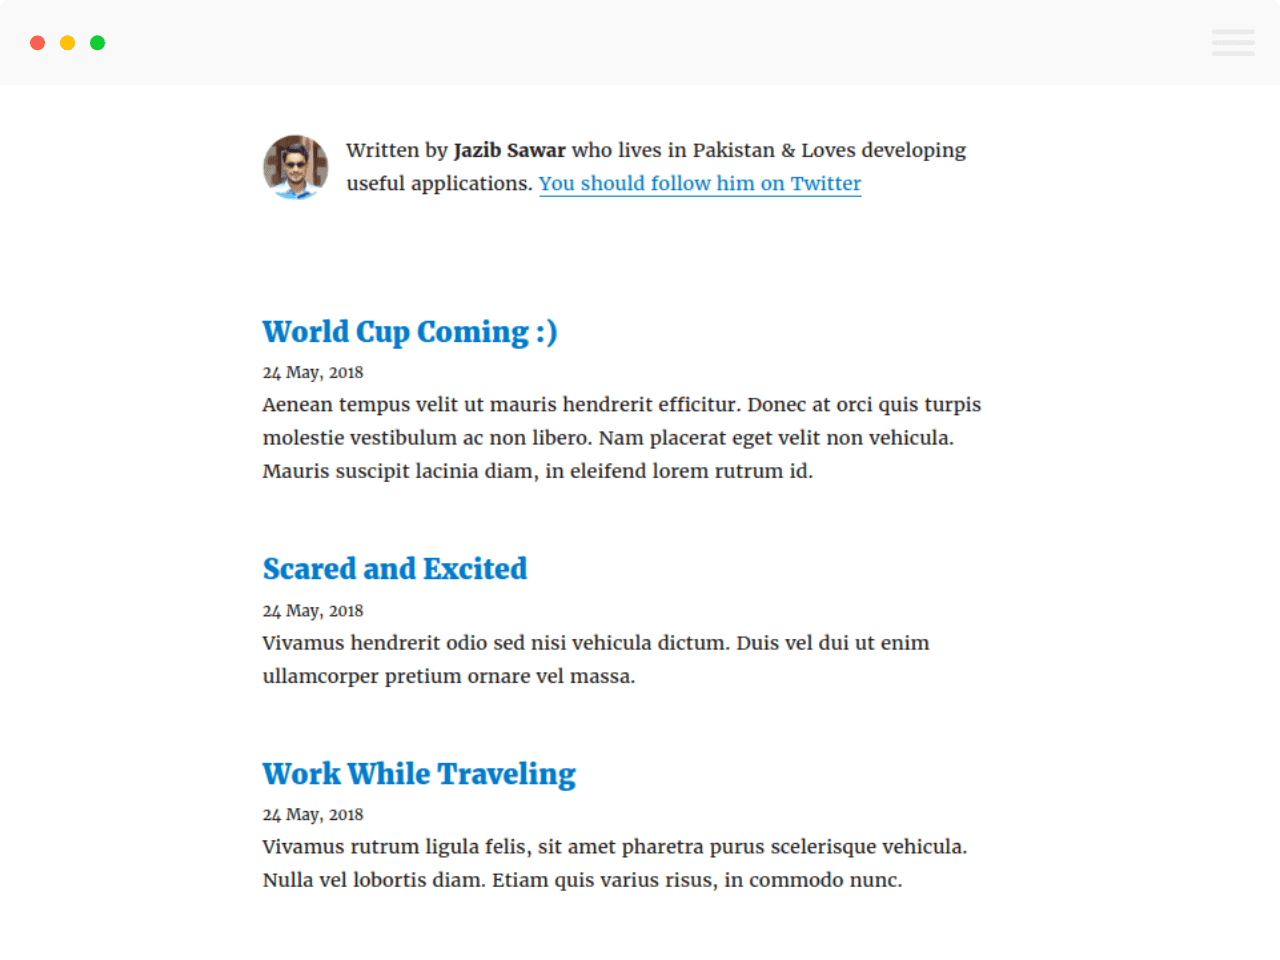 Written by Jazib Sawar who lives in Pakistan & Loves developing
useful applications. You should follow him on Twitter
World Cup Coming :)
24 May, 2018
Aenean tempus velit ut mauris hendrerit efficitur. Donec at orci quis turpis
molestie vestibulum ac non libero. Nam placerat eget velit non vehicula.
Mauris suscipit lacinia diam, in eleifend lorem rutrum id.
Scared and Excited
24 May, 2018
Vivamus hendrerit odio sed nisi vehicula dictum. Duis vel dui ut enim
ullamcorper pretium ornare vel massa.
Work While Traveling
24 May, 2018
Vivamus rutrum ligula felis, sit amet pharetra purus scelerisque vehicula.
Nulla vel lobortis diam. Etiam quis varius risus, in commodo nunc.